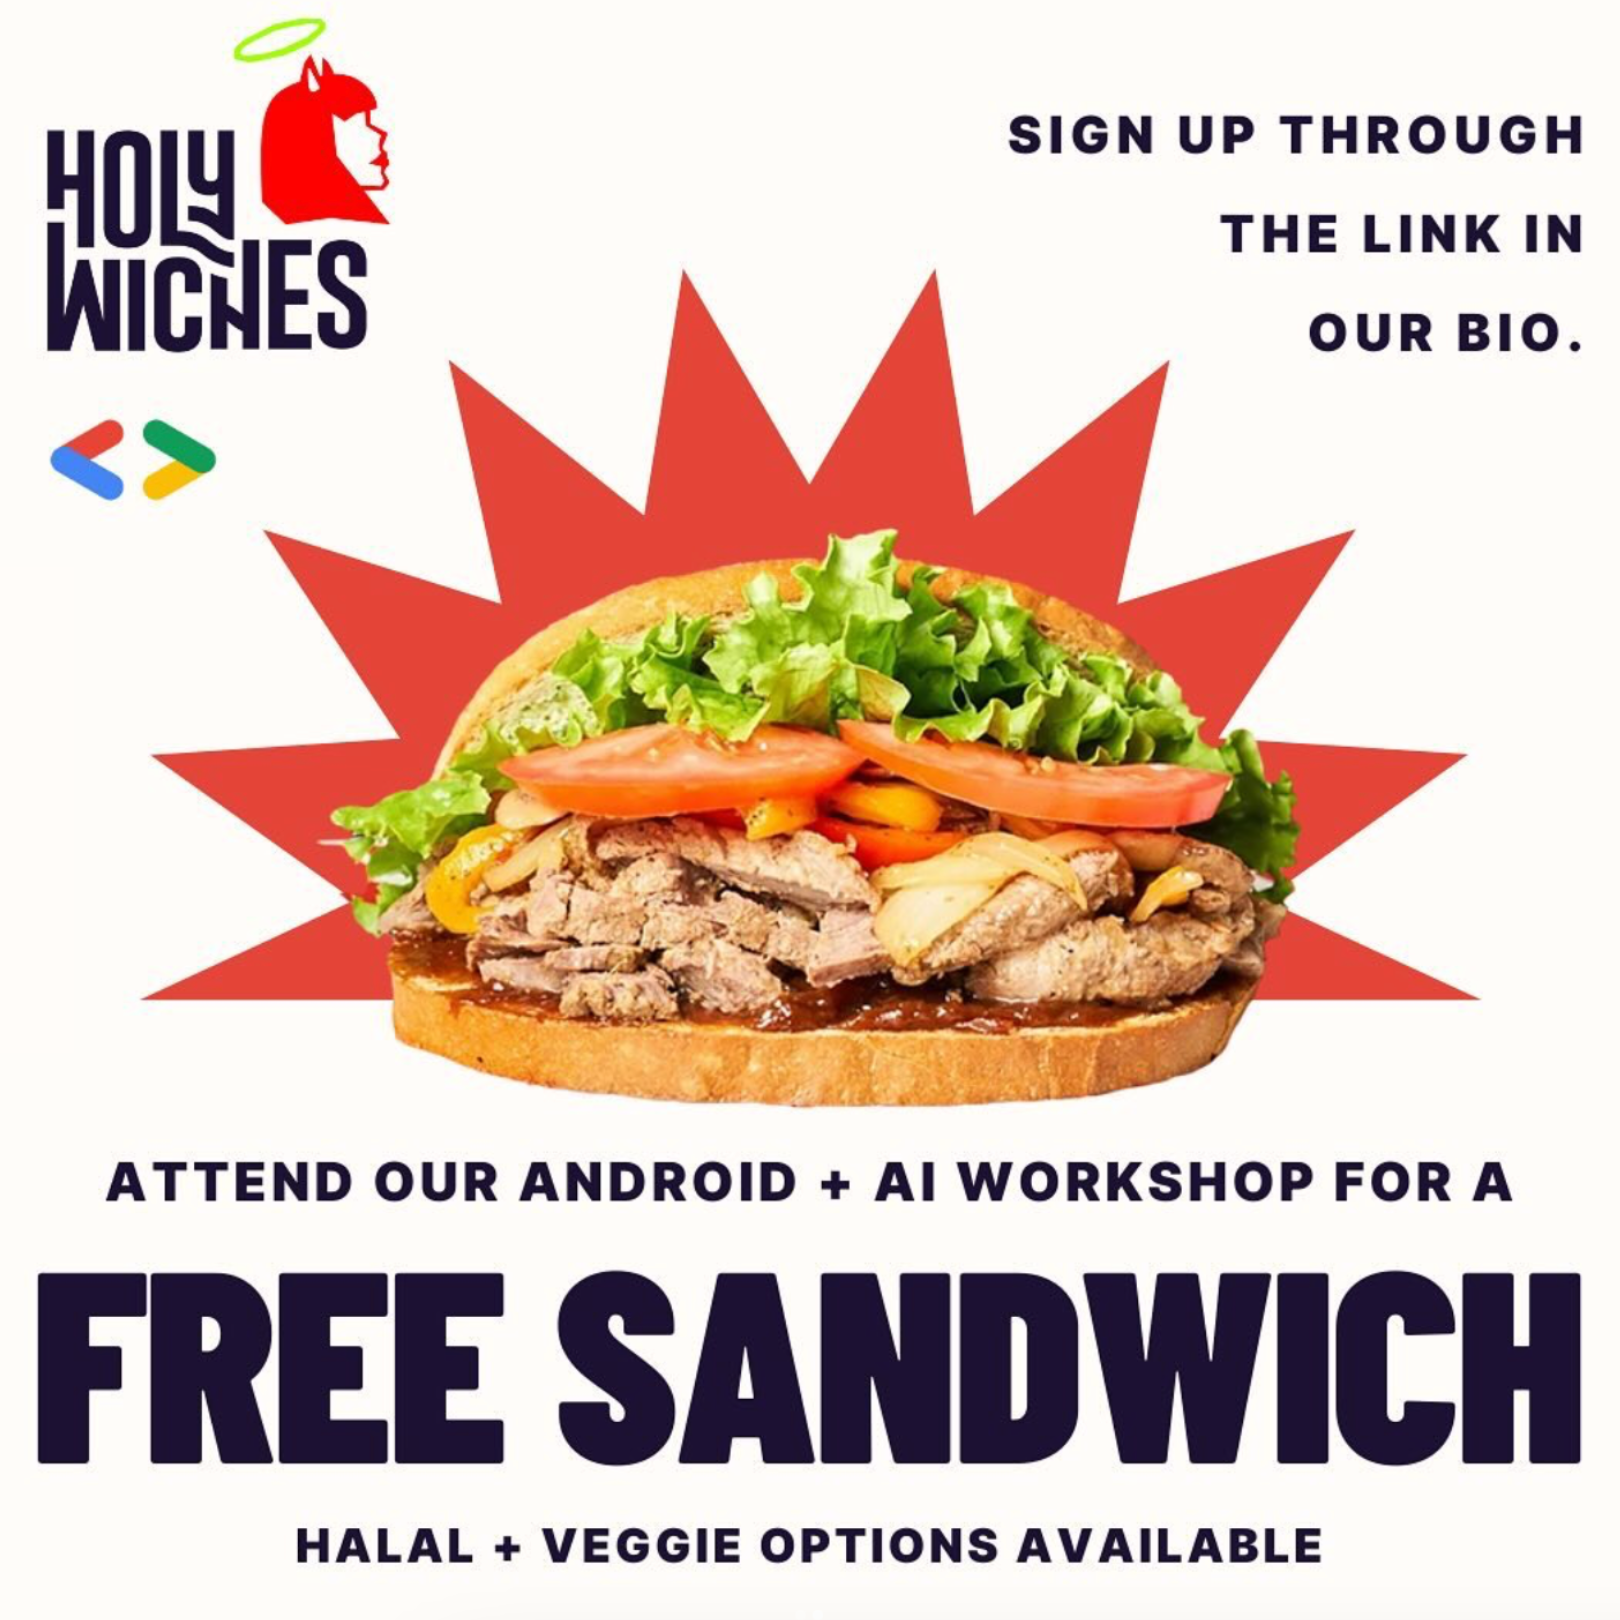 HOLY
WICHES
SIGN UP THROUGH
THE LINK IN
OUR BIO.
ATTEND OUR ANDROID + AI WORKSHOP FOR A
FREE SANDWICH
HALAL + VEGGIE OPTIONS AVAILABLE